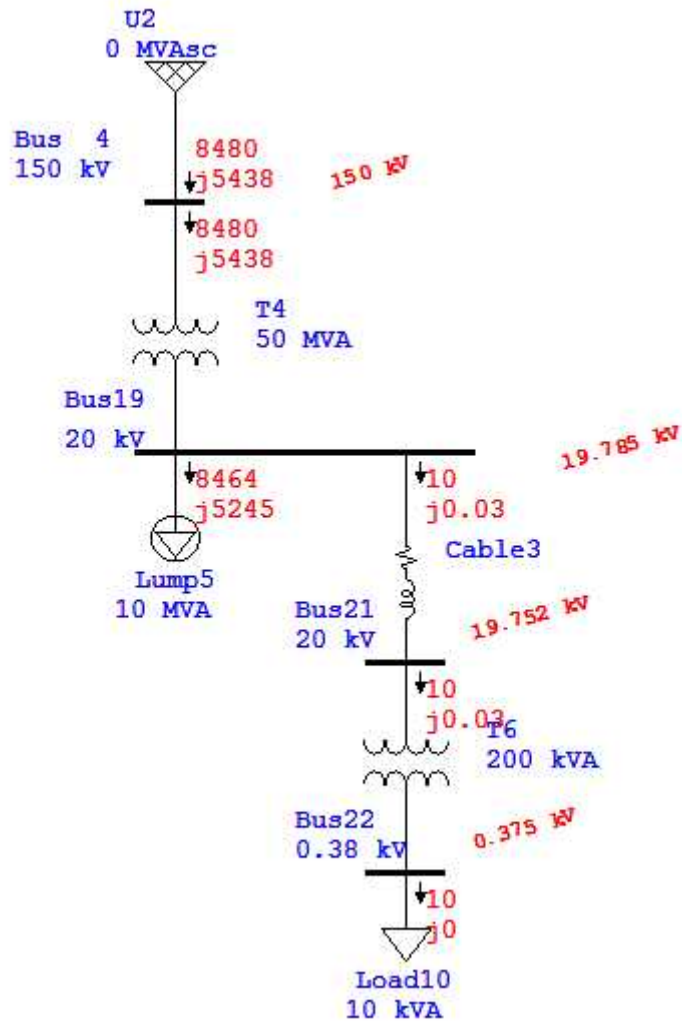 U2
0 MVAsc
Bus 4
150 kV
8480
j5438
150 kV
8480
j5438
T4
50 MVA
Bus19
20 kV
19.785 kV
8464
j5245
10
j0.03
Cable3
Lump5
10 MVA
Bus21
20 kV
19.752 kV
10
j0.03
T6
200 kVA
Bus22
0.38 kV
0.375 kV
10
j0
Load10
10 kVA